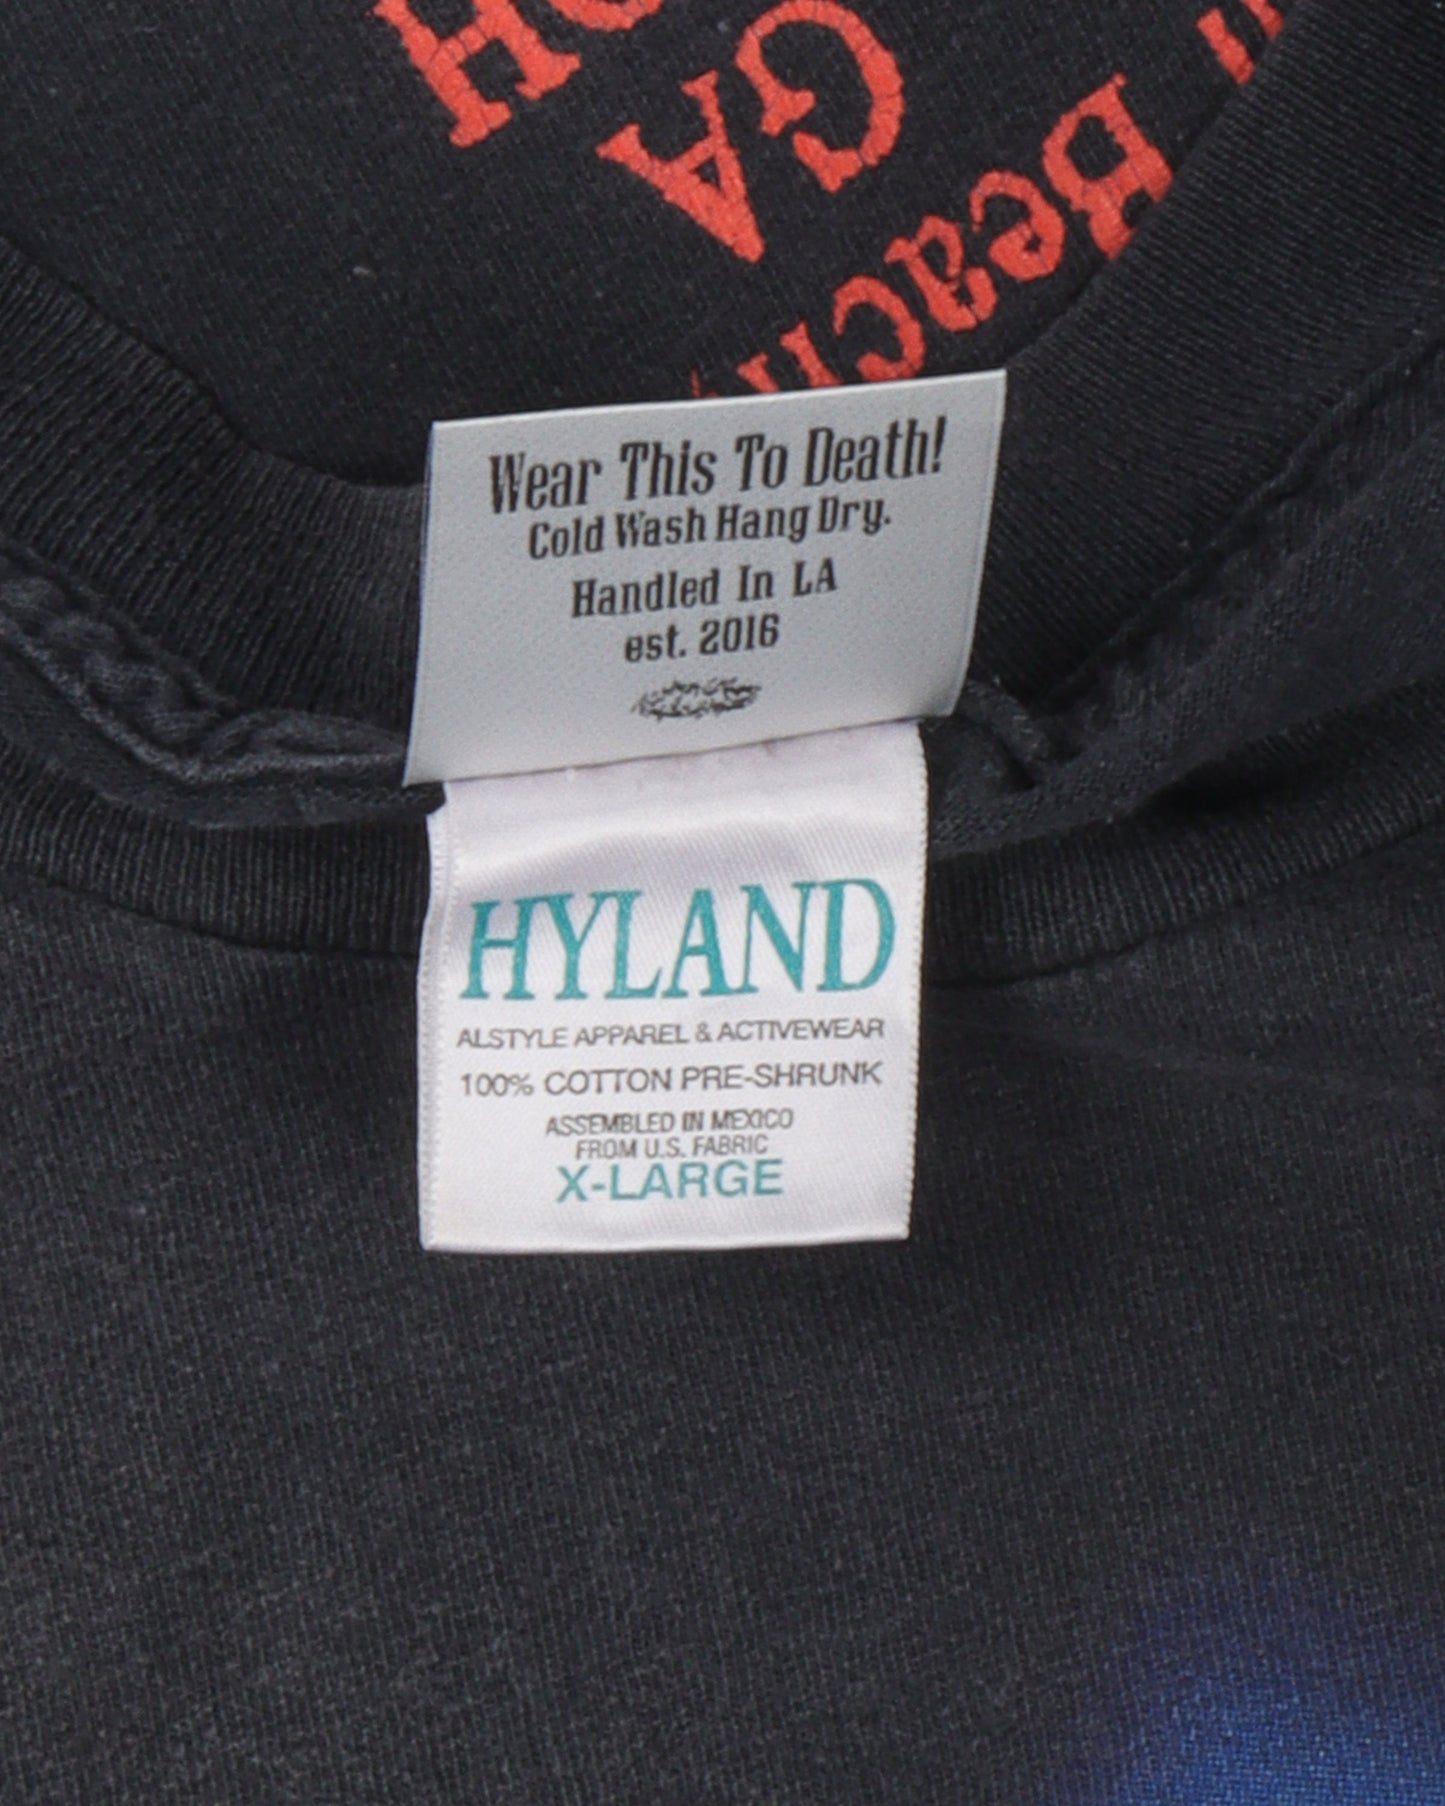 GA
Beach,
Wear This To Death!
Cold Wash Hang Dry.
Handled In LA
est. 2016
HYLAND
ALSTYLE APPAREL & ACTIVEWEAR
100% COTTON PRE-SHRUNK
ASSEMBLED IN MEXICO
FROM U.S. FABRIC
X-LARGE